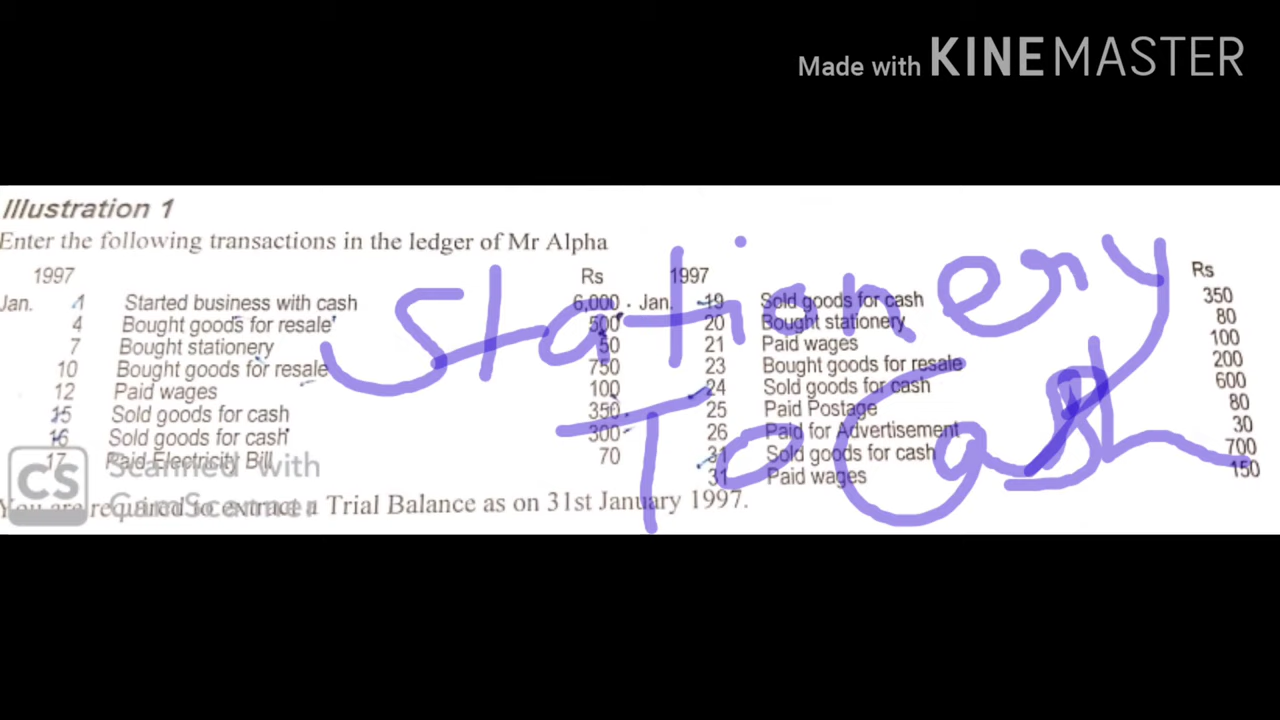 Made with KINEMASTER
Illustration 1
Enter the following transactions in the ledger of Mr Alpha
1997 Rs 1997 Rs
Jan. 1 Started business with cash 6,000 Jan. 19 Sold goods for cash 350
4 Bought goods for resale 500 20 Bought stationery 80
7 Bought stationery 50 21 Paid wages 100
10 Bought goods for resale 750 23 Bought goods for resale 200
12 Paid wages 100 24 Sold goods for cash 600
15 Sold goods for cash 350 25 Paid Postage 80
16 Sold goods for cash 300 26 Paid for Advertisement 30
17 Paid Electricity Bill 70 31 Sold goods for cash 700
31 Paid wages 150
You are required to extract a Trial Balance as on 31st January 1997.
CS Scanned with
CamScanner
Stationery
To Cash